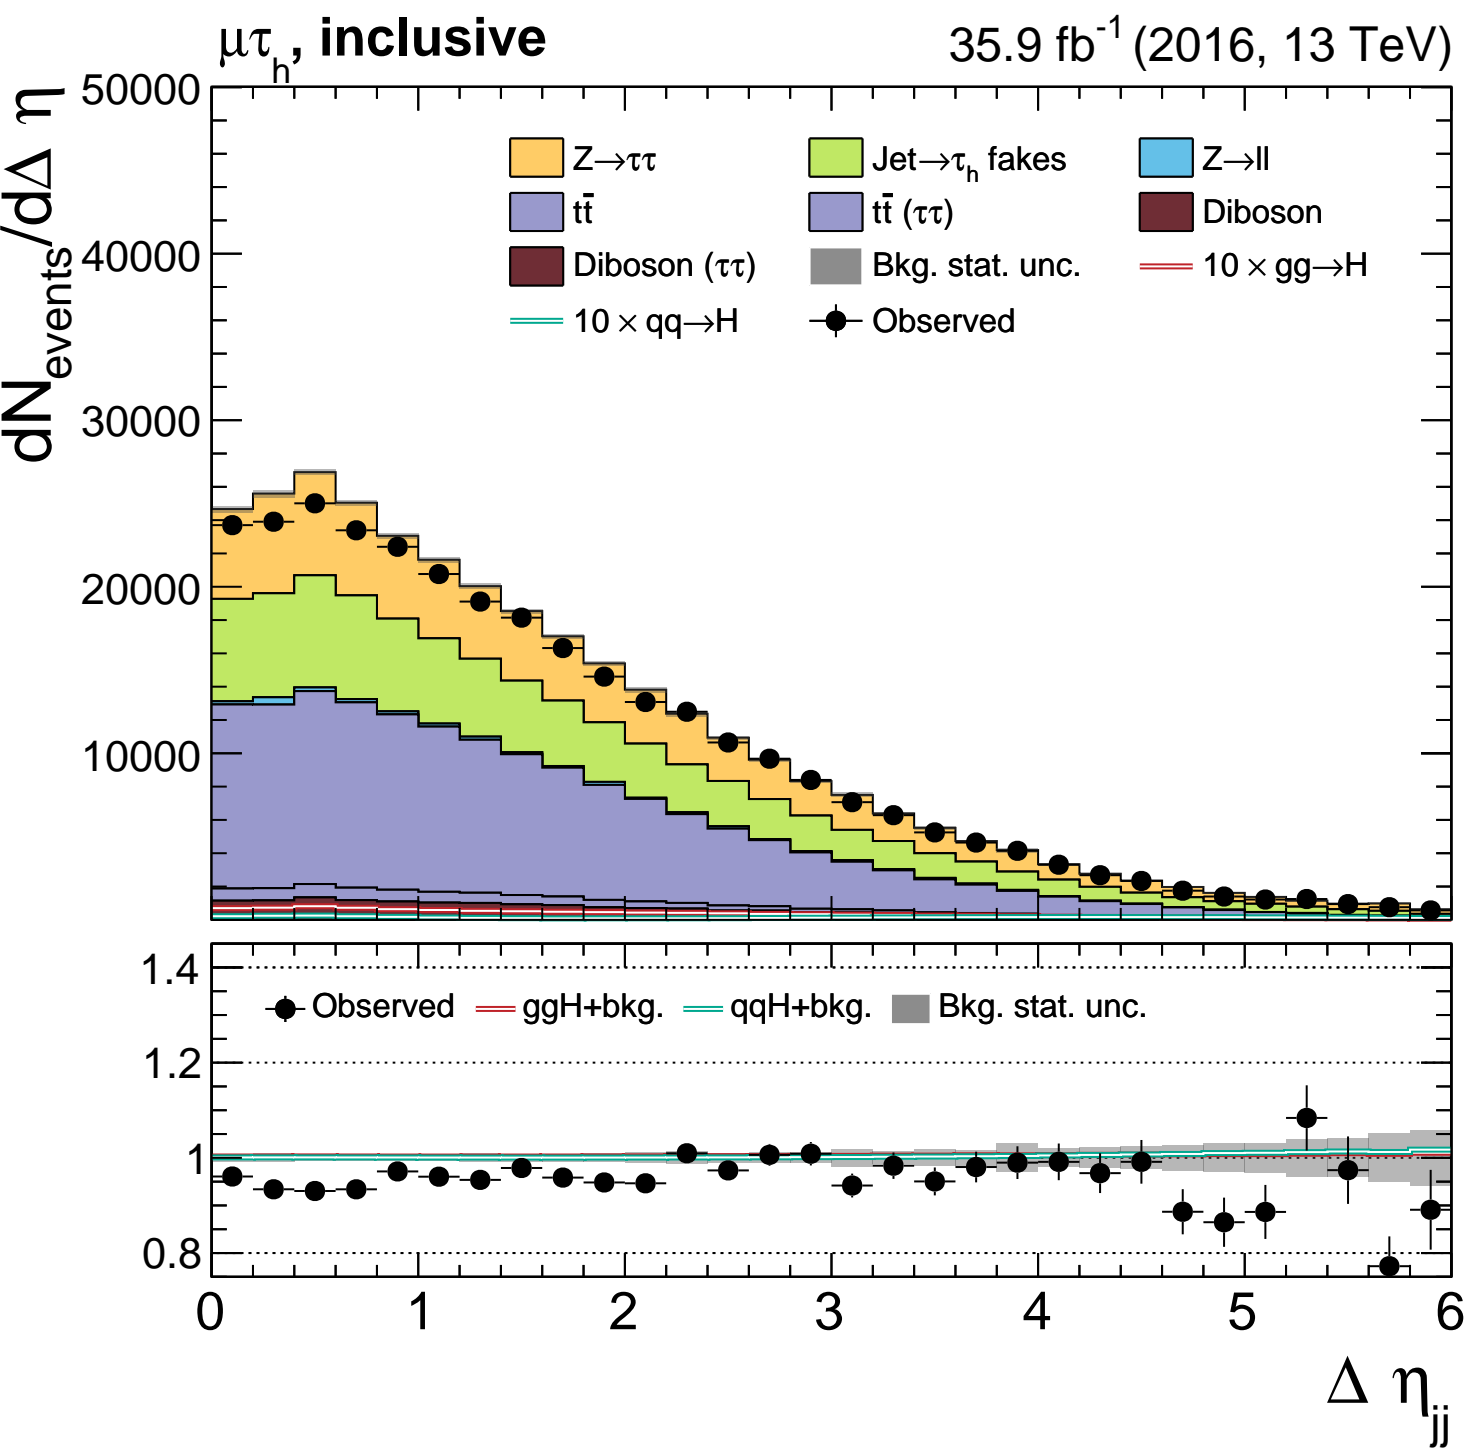 μτh, inclusive 35.9 fb-1 (2016, 13 TeV)
dNevents/dΔ η
50000
40000
30000
20000
10000
Z→ττ Jet→τh fakes Z→ll
tt̄ tt̄ (ττ) Diboson
Diboson (ττ) Bkg. stat. unc. 10 × gg→H
10 × qq→H Observed
1.4
1.2
1
0.8
Observed ggH+bkg. qqH+bkg. Bkg. stat. unc.
0 1 2 3 4 5 6
Δ ηjj